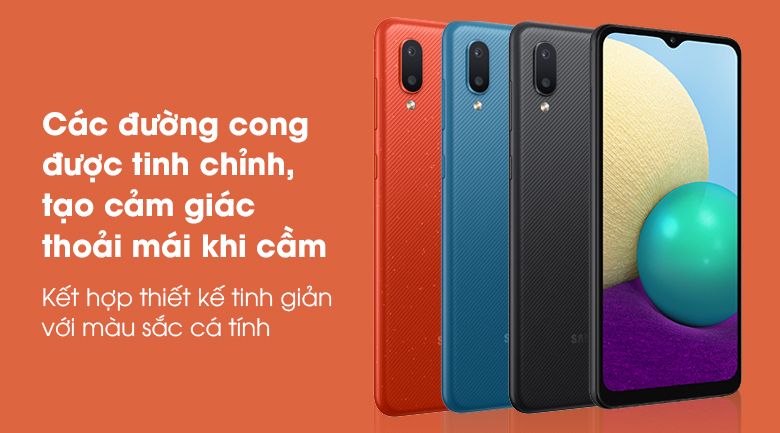 Các đường cong
được tinh chỉnh,
tạo cảm giác
thoải mái khi cầm
Kết hợp thiết kế tinh giản
với màu sắc cá tính